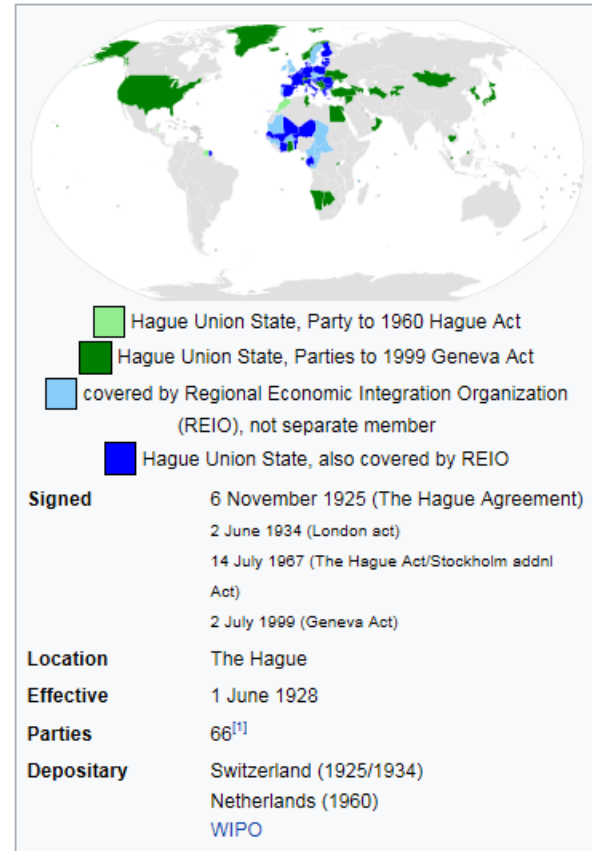 Hague Union State, Party to 1960 Hague Act
Hague Union State, Parties to 1999 Geneva Act
covered by Regional Economic Integration Organization
(REIO), not separate member
Hague Union State, also covered by REIO
Signed 6 November 1925 (The Hague Agreement)
2 June 1934 (London act)
14 July 1967 (The Hague Act/Stockholm addnl
Act)
2 July 1999 (Geneva Act)
Location The Hague
Effective 1 June 1928
Parties 66[1]
Depositary Switzerland (1925/1934)
Netherlands (1960)
WIPO